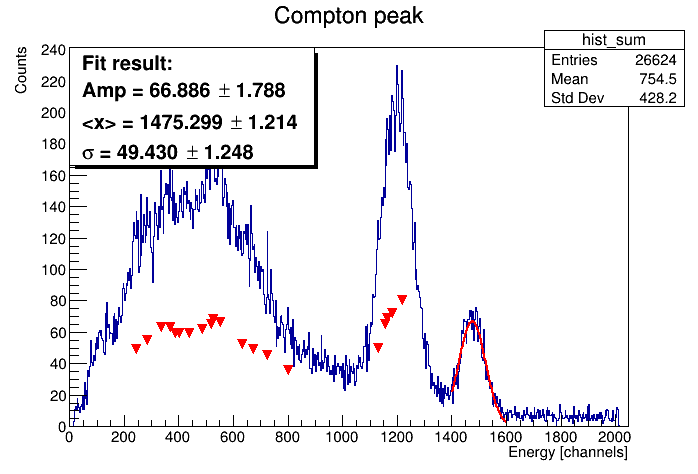 Compton peak
hist_sum
Entries 26624
Mean 754.5
Std Dev 428.2
Fit result:
Amp = 66.886 ± 1.788
<x> = 1475.299 ± 1.214
σ = 49.430 ± 1.248
Counts
240
220
200
180
160
140
120
100
80
60
40
20
0
0 200 400 600 800 1000 1200 1400 1600 1800 2000
Energy [channels]